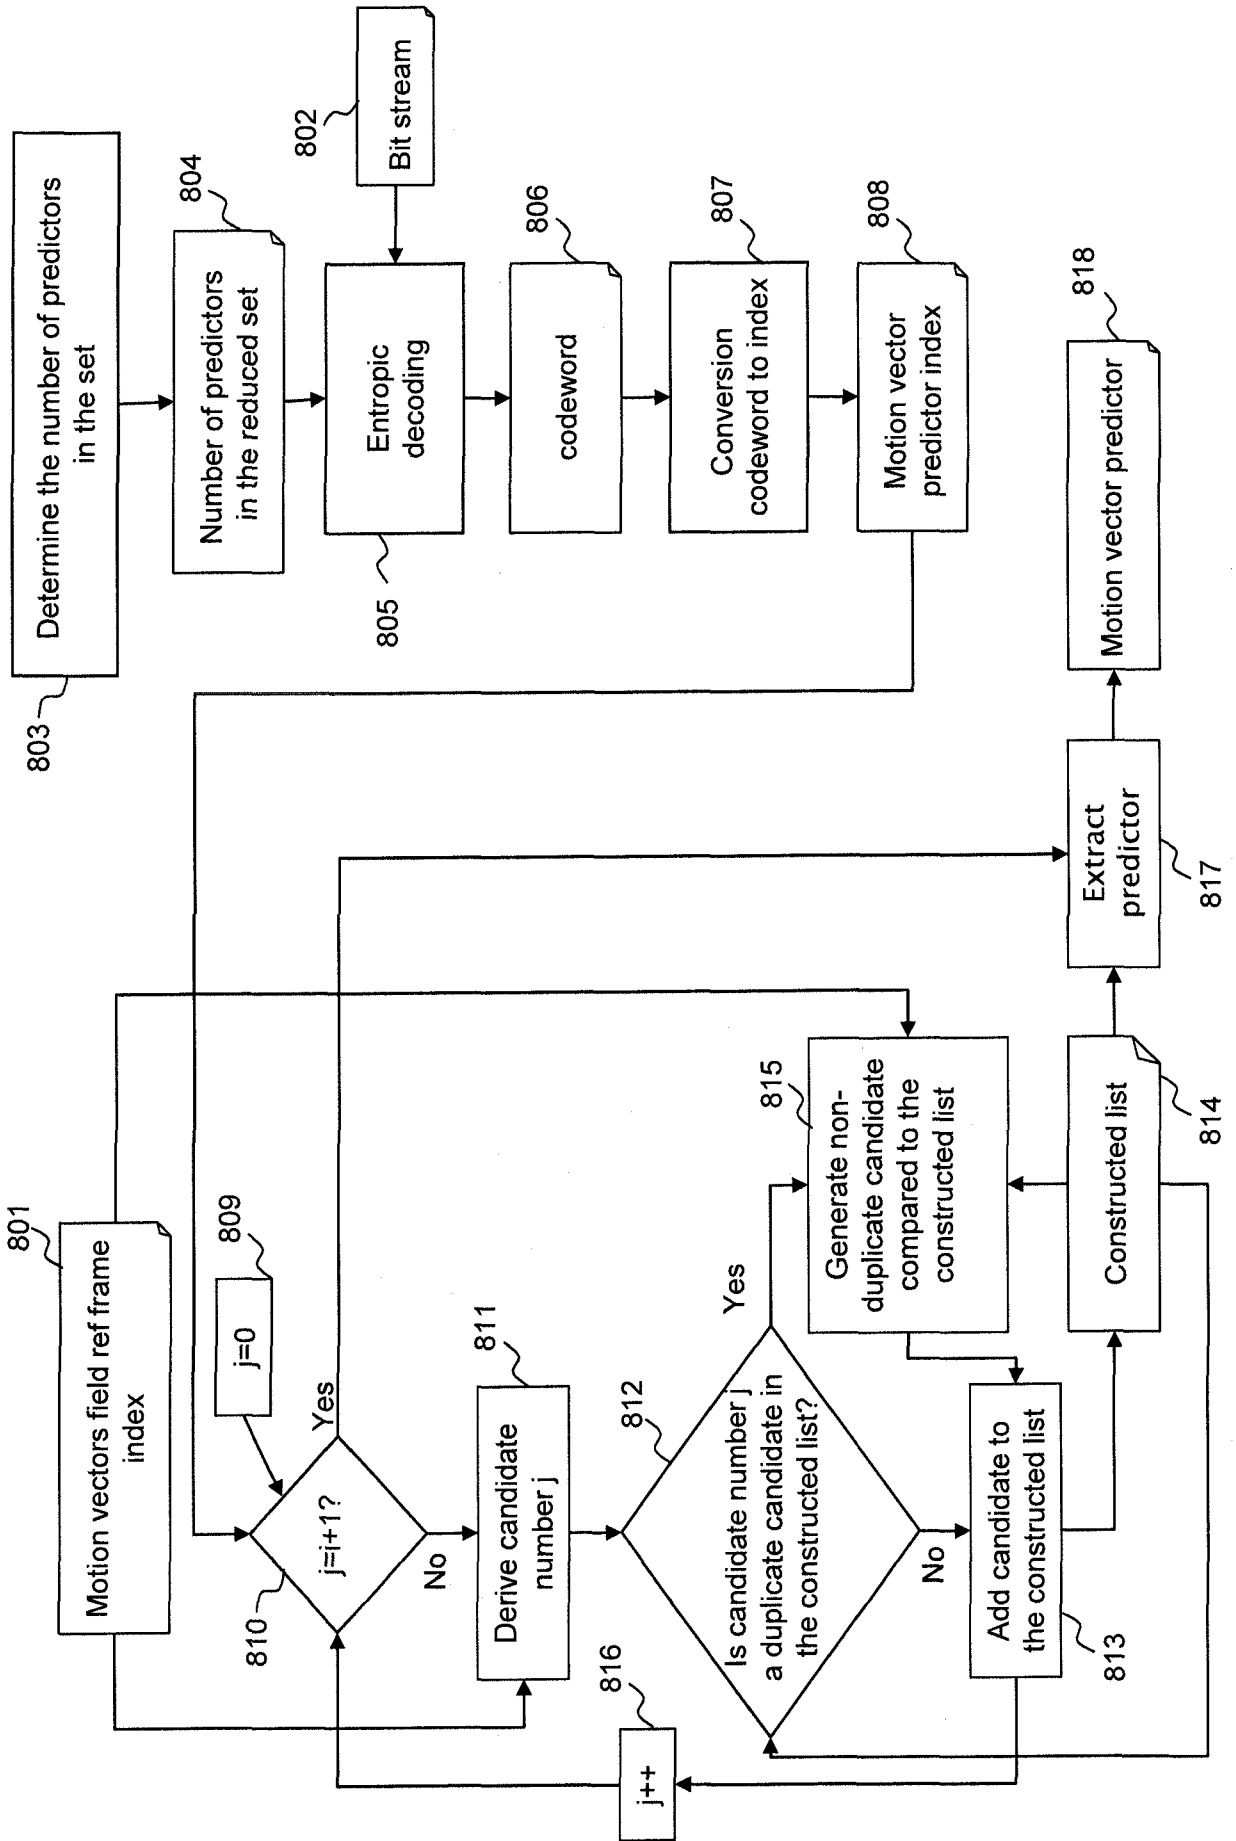 803
Determine the number of predictors
in the set
804
Number of predictors
in the reduced set
802
Bit stream
805
Entropic
decoding
806
codeword
807
Conversion
codeword to index
808
Motion vector
predictor index
801
Motion vectors field ref frame
index
809
j=0
810
j=i+1?
Yes
No
811
Derive candidate
number j
812
Is candidate number j
a duplicate candidate in
the constructed list?
Yes
No
815
Generate non-
duplicate candidate
compared to the
constructed list
816
j++
813
Add candidate to
the constructed list
814
Constructed list
817
Extract
predictor
818
Motion vector predictor